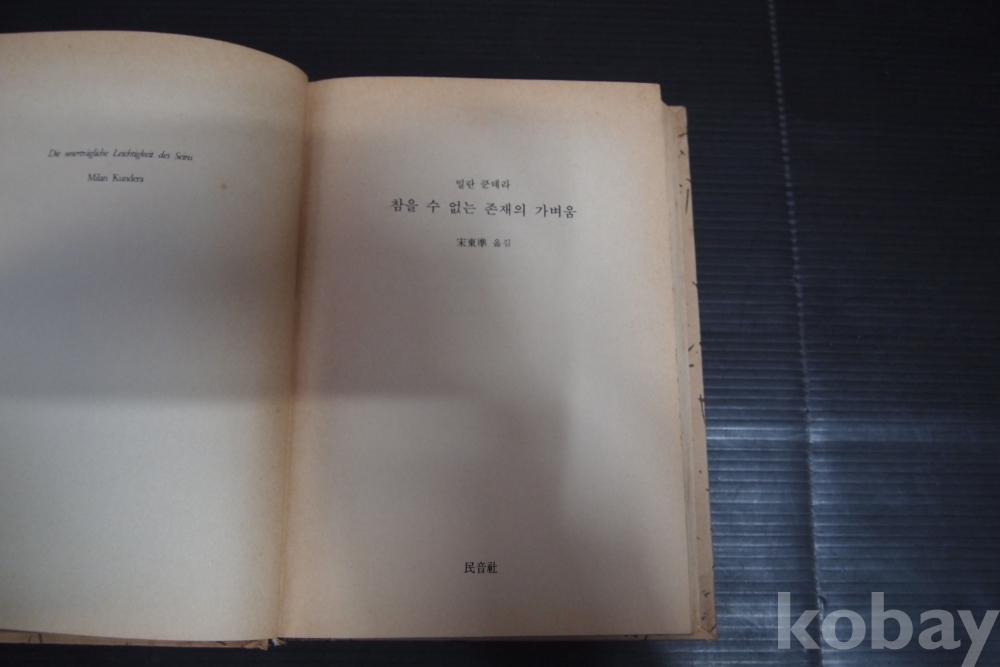 Die unerträgliche Leichtigkeit des Seins
Milan Kundera
밀란 쿤데라
참을 수 없는 존재의 가벼움
宋東準 옮김
民音社
kobay